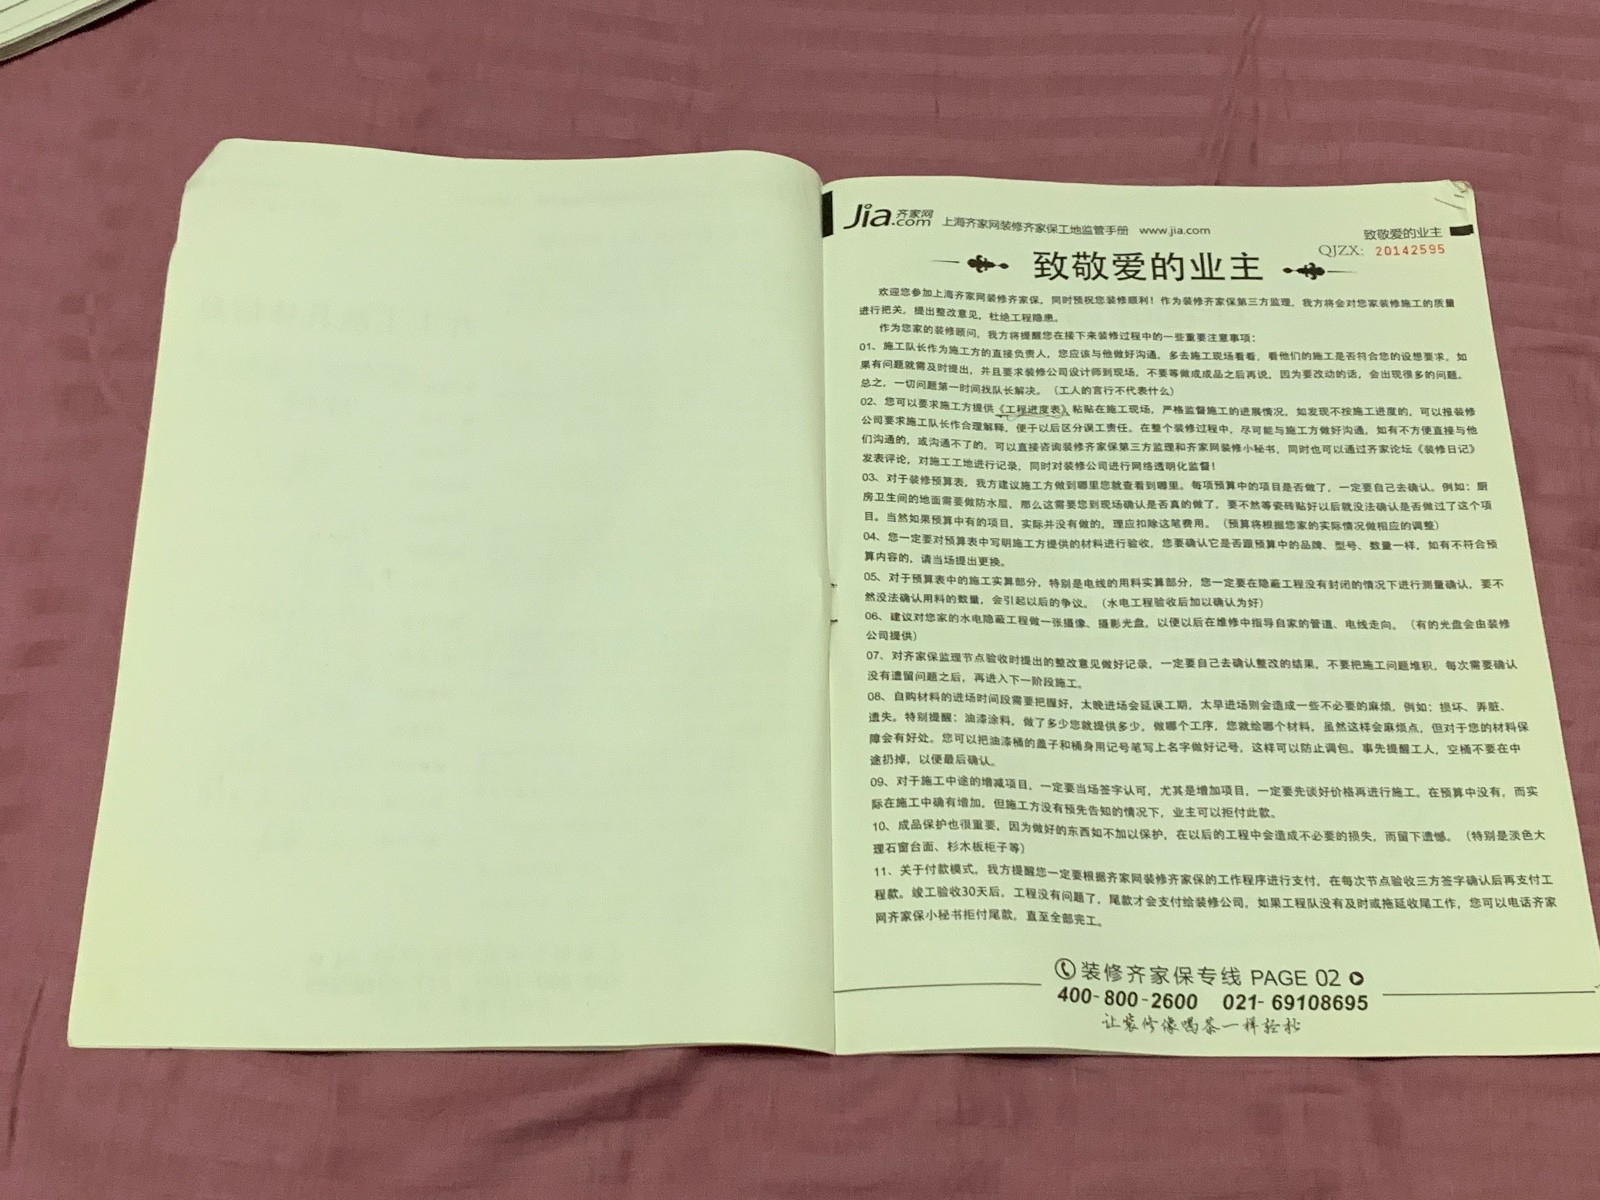 Jia.com 齐家网 上海齐家网装修齐家保工地监管手册 www.jia.com
致敬爱的业主
QJZX: 20142595
致敬爱的业主
欢迎您参加上海齐家网装修齐家保，同时预祝您装修顺利！作为装修齐家保第三方监理，我方将会对您家装修施工的质量
进行把关，提出整改意见，杜绝工程隐患。
作为您家的装修顾问，我方将提醒您在接下来装修过程中的一些重要注意事项：
01、施工队长作为施工方的直接负责人，您应该与他做好沟通，多去施工现场看看，看他们的施工是否符合您的设想要求。如
果有问题就需及时提出，并且要求装修公司设计师到现场，不要等做成成品之后再说，因为要改动的话，会出现很多的问题。
总之，一切问题第一时间找队长解决。（工人的言行不代表什么）
02、您可以要求施工方提供《工程进度表》粘贴在施工现场，严格监督施工的进展情况，如发现不按施工进度的，可以报装修
公司要求施工队长作合理解释，便于以后区分误工责任。在整个装修过程中，尽可能与施工方做好沟通，如有不方便直接与他
们沟通的，或沟通不了的，可以直接咨询装修齐家保第三方监理和齐家网装修小秘书，同时也可以通过齐家论坛《装修日记》
发表评论，对施工工地进行记录，同时对装修公司进行网络透明化监督！
03、对于装修预算表，我方建议施工方做到哪里您就查看到哪里。每项预算中的项目是否做了，一定要自己去确认。例如：厨
房卫生间的地面需要做防水层，那么这需要您到现场确认是否真的做了，要不然等瓷砖贴好以后就没法确认是否做过了这个项
目。当然如果预算中有的项目，实际并没有做的，理应扣除这笔费用。（预算将根据您家的实际情况做相应的调整）
04、您一定要对预算表中写明施工方提供的材料进行验收，您要确认它是否跟预算中的品牌、型号、数量一样，如有不符合预
算内容的，请当场提出更换。
05、对于预算表中的施工实算部分，特别是电线的用料实算部分，您一定要在隐蔽工程没有封闭的情况下进行测量确认，要不
然没法确认用料的数量，会引起以后的争议。（水电工程验收后加以确认为好）
06、建议对您家的水电隐蔽工程做一张摄像、摄影光盘，以便以后在维修中指导自家的管道、电线走向。（有的光盘会由装修
公司提供）
07、对齐家保监理节点验收时提出的整改意见做好记录，一定要自己去确认整改的结果，不要把施工问题堆积，每次需要确认
没有遗留问题之后，再进入下一阶段施工。
08、自购材料的进场时间段需要把握好，太晚进场会延误工期，太早进场则会造成一些不必要的麻烦，例如：损坏、弄脏、
遗失。特别提醒：油漆涂料，做了多少您就提供多少，做哪个工序，您就给哪个材料，虽然这样会麻烦点，但对于您的材料保
障会有好处。您可以把油漆桶的盖子和桶身用记号笔写上名字做好记号，这样可以防止调包。事先提醒工人，空桶不要在中
途扔掉，以便最后确认。
09、对于施工中途的增减项目，一定要当场签字认可，尤其是增加项目，一定要先谈好价格再进行施工。在预算中没有，而实
际在施工中确有增加，但施工方没有预先告知的情况下，业主可以拒付此款。
10、成品保护也很重要，因为做好的东西如不加以保护，在以后的工程中会造成不必要的损失，而留下遗憾。（特别是淡色大
理石窗台面、杉木板柜子等）
11、关于付款模式，我方提醒您一定要根据齐家网装修齐家保的工作程序进行支付，在每次节点验收三方签字确认后再支付工
程款。竣工验收30天后，工程没有问题了，尾款才会支付给装修公司，如果工程队没有及时或拖延收尾工作，您可以电话齐家
网齐家保小秘书拒付尾款，直至全部完工。
装修齐家保专线 PAGE 02
400-800-2600 021-69108695
让装修像喝茶一样轻松